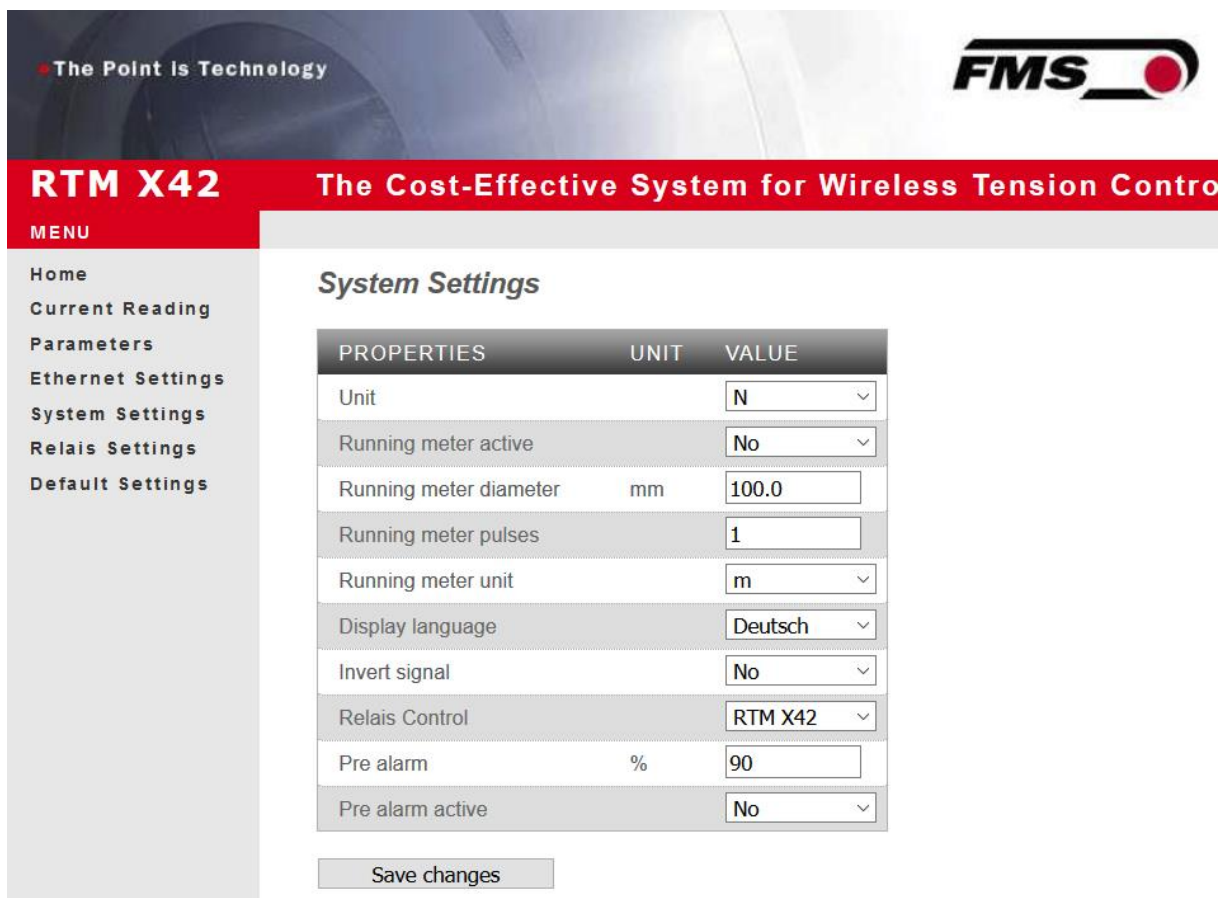 The Point is Technology
FMS
RTM X42
The Cost-Effective System for Wireless Tension Contro
MENU
Home
Current Reading
Parameters
Ethernet Settings
System Settings
Relais Settings
Default Settings
System Settings
PROPERTIES UNIT VALUE
Unit N
Running meter active No
Running meter diameter mm 100.0
Running meter pulses 1
Running meter unit m
Display language Deutsch
Invert signal No
Relais Control RTM X42
Pre alarm % 90
Pre alarm active No
Save changes